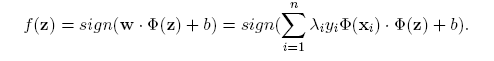 f(𝐳) = sign(𝐰 · Φ(𝐳) + b) = sign(∑_{i=1}^{n} λ_i y_i Φ(𝐱_i) · Φ(𝐳) + b).